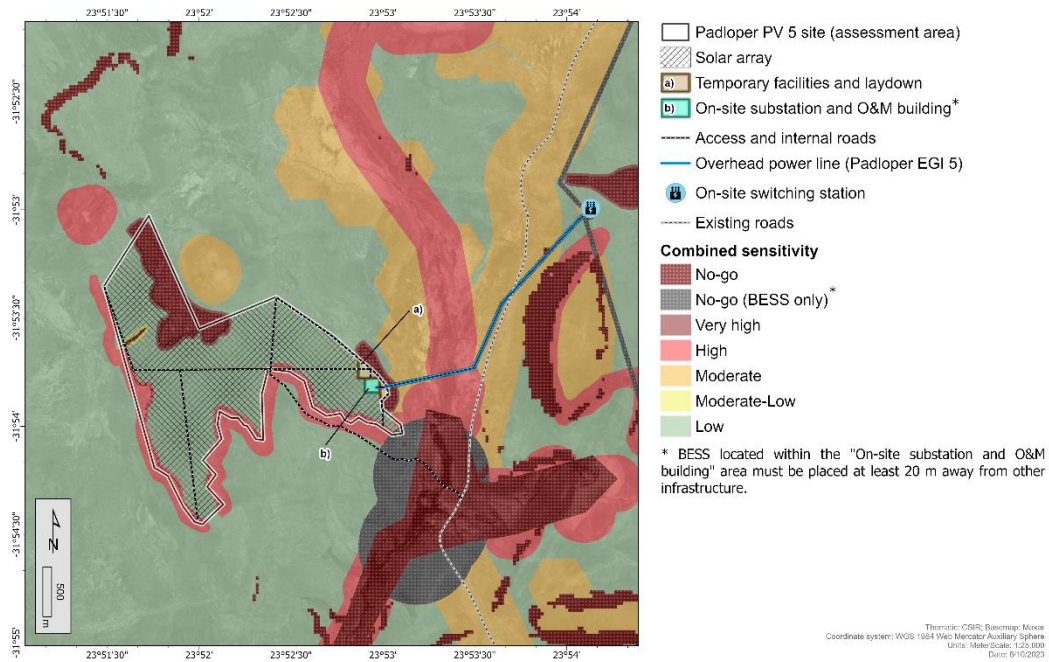 23°51'30"
23°52'
23°52'30"
23°53'
23°53'30"
23°54'
-31°52'30"
-31°53'
-31°53'30"
-31°54'
-31°54'30"
-31°55'
a)
b)
N
500
m
23°51'30"
23°52'
23°52'30"
23°53'
23°53'30"
23°54'
Padloper PV 5 site (assessment area)
Solar array
a) Temporary facilities and laydown
b) On-site substation and O&M building*
Access and internal roads
Overhead power line (Padloper EGI 5)
On-site switching station
Existing roads
Combined sensitivity
No-go
No-go (BESS only)*
Very high
High
Moderate
Moderate-Low
Low
* BESS located within the "On-site substation and O&M
building" area must be placed at least 20 m away from other
infrastructure.
Thematic: CSIR; Basemap: Maxar
Coordinate system: WGS 1984 Web Mercator Auxiliary Sphere
Units: MeterScale: 1:25,000
Date: 8/10/2023